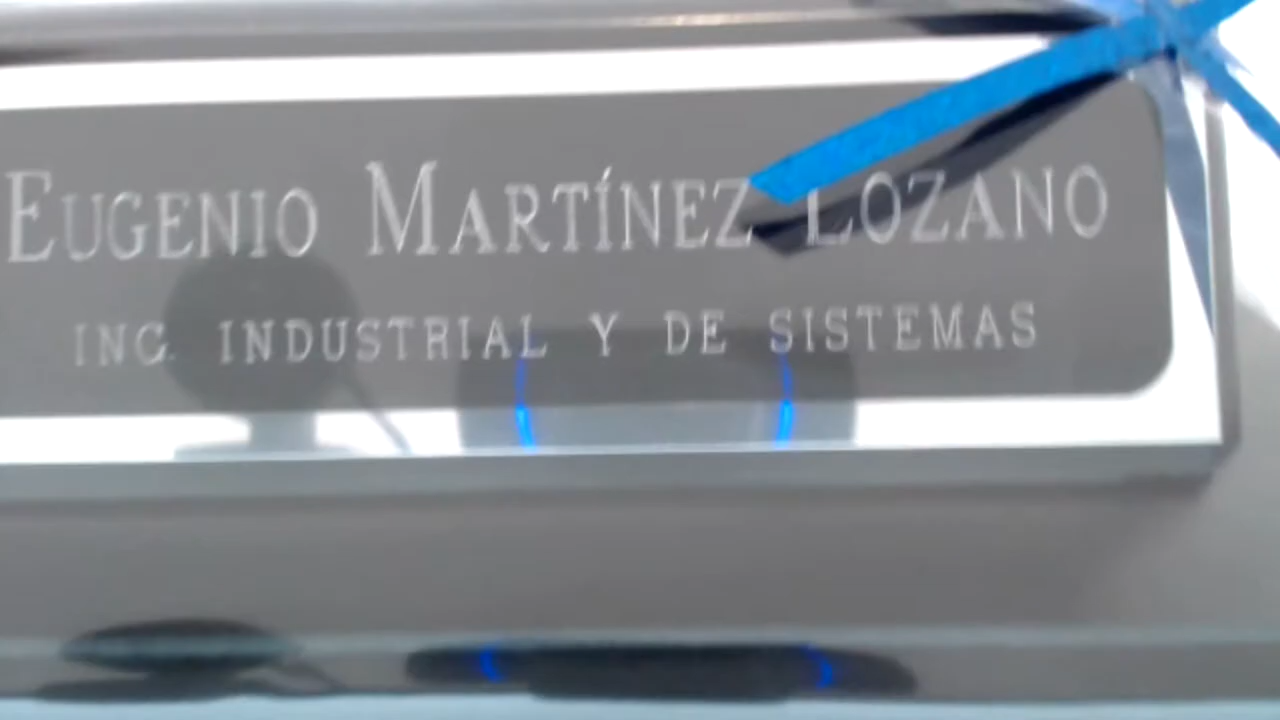 EUGENIO MARTÍNEZ LOZANO
ING. INDUSTRIAL Y DE SISTEMAS